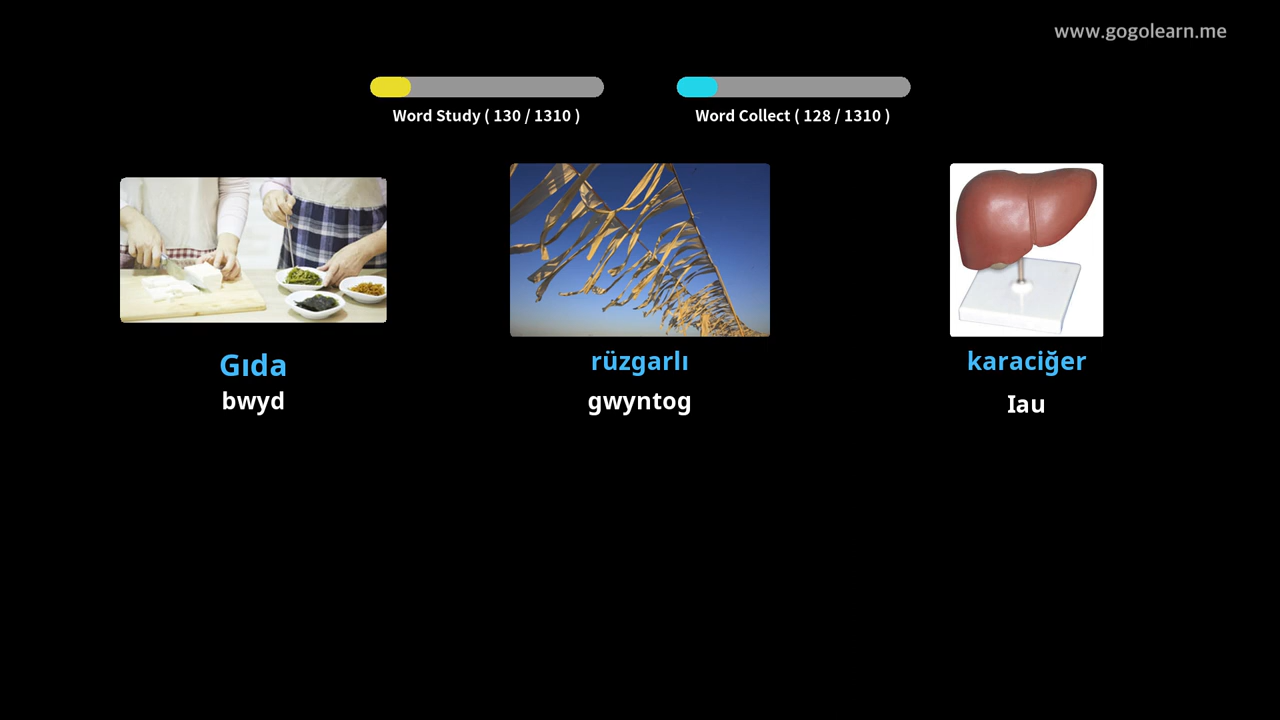 www.gogolearn.me
Word Study ( 130 / 1310 )
Word Collect ( 128 / 1310 )
Gıda
bwyd
rüzgarlı
gwyntog
karaciğer
Iau